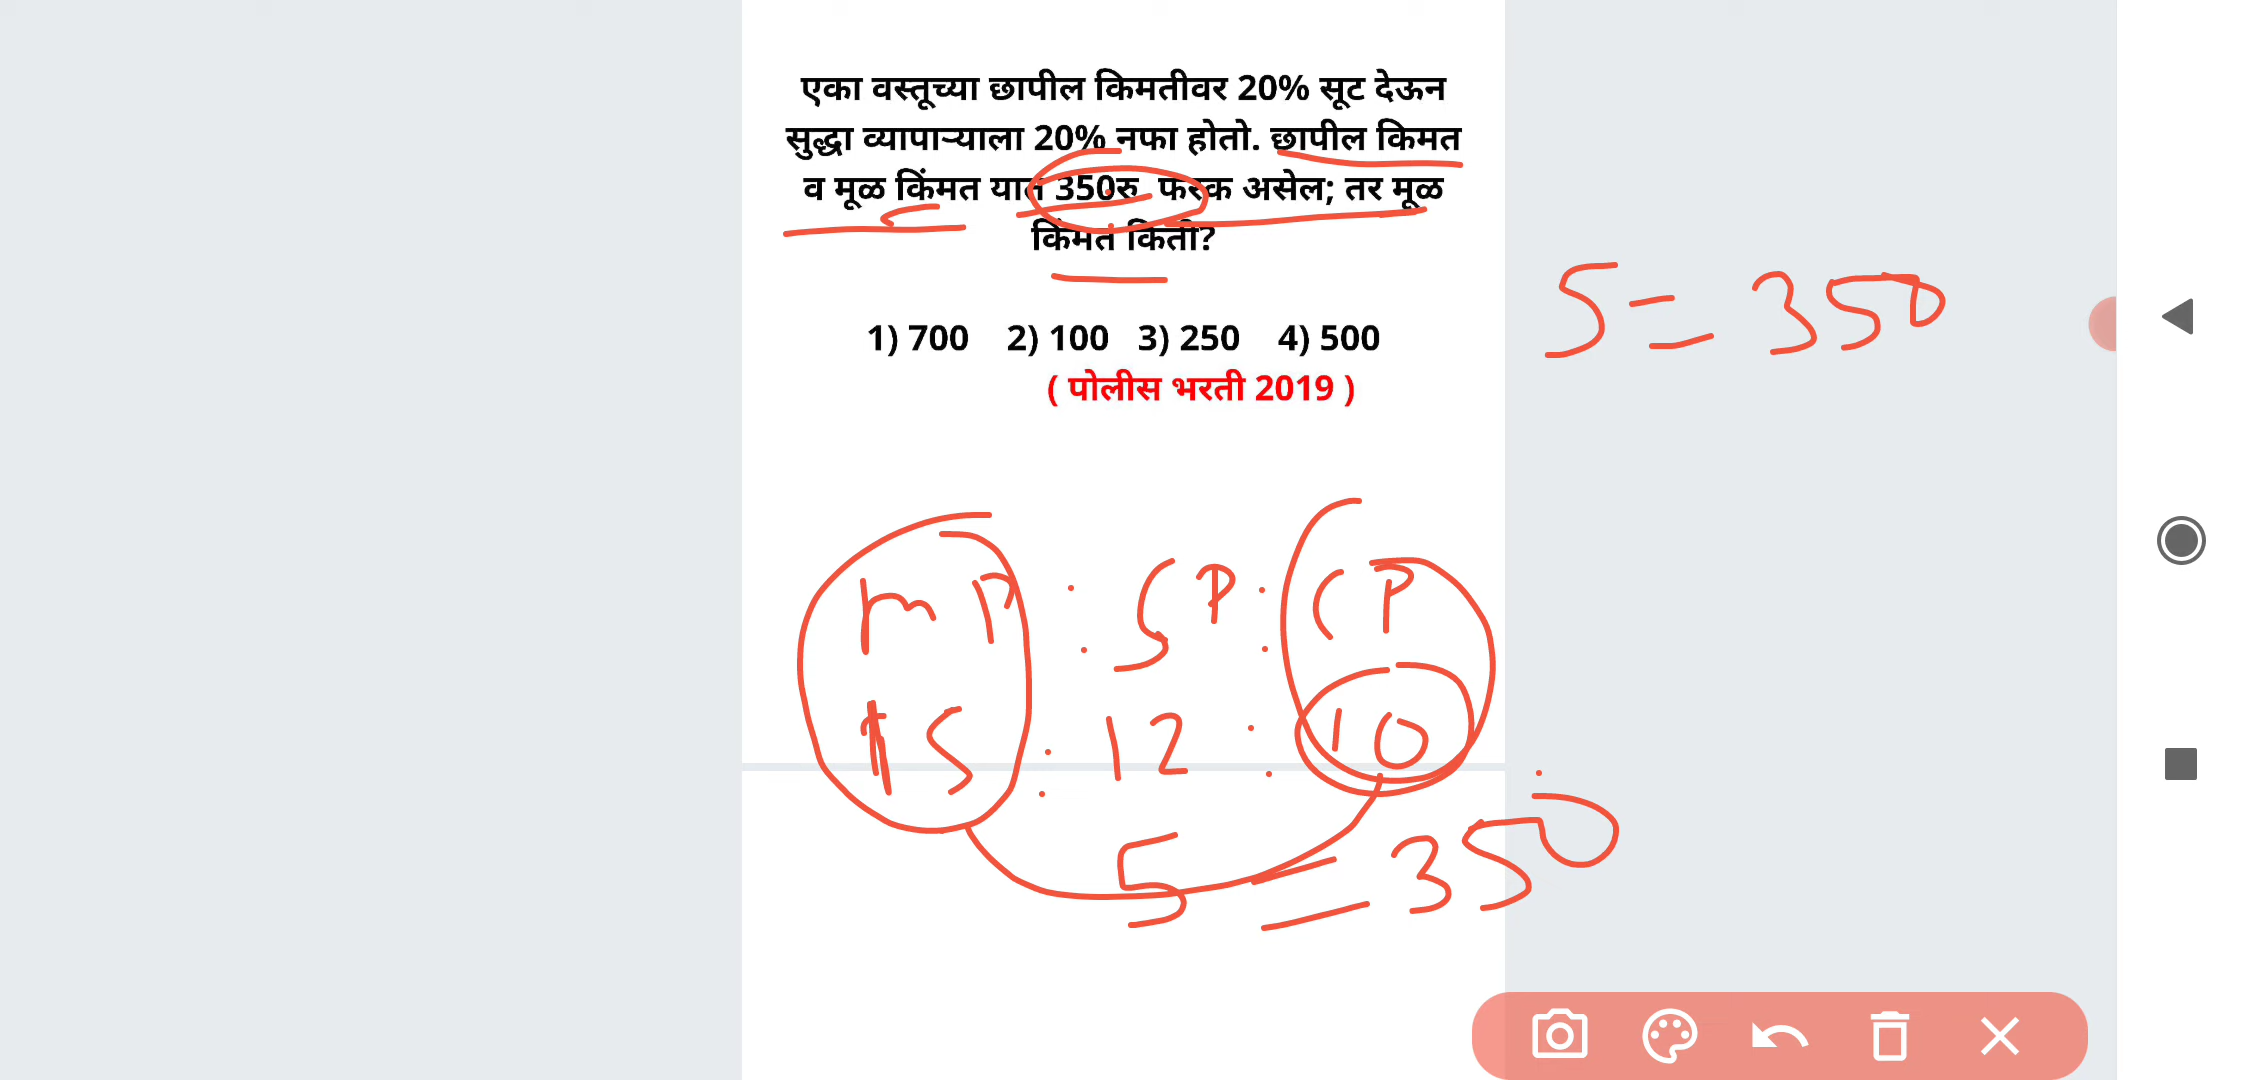 एका वस्तूच्या छापील किमतीवर 20% सूट देऊन
सुद्धा व्यापाऱ्याला 20% नफा होतो. छापील किमत
व मूळ किंमत यात 350रु फरक असेल; तर मूळ
किंमत किती?
5 = 350
1) 700 2) 100 3) 250 4) 500
( पोलीस भरती 2019 )
MP : SP : CP
15 : 12 : 10
5 = 350